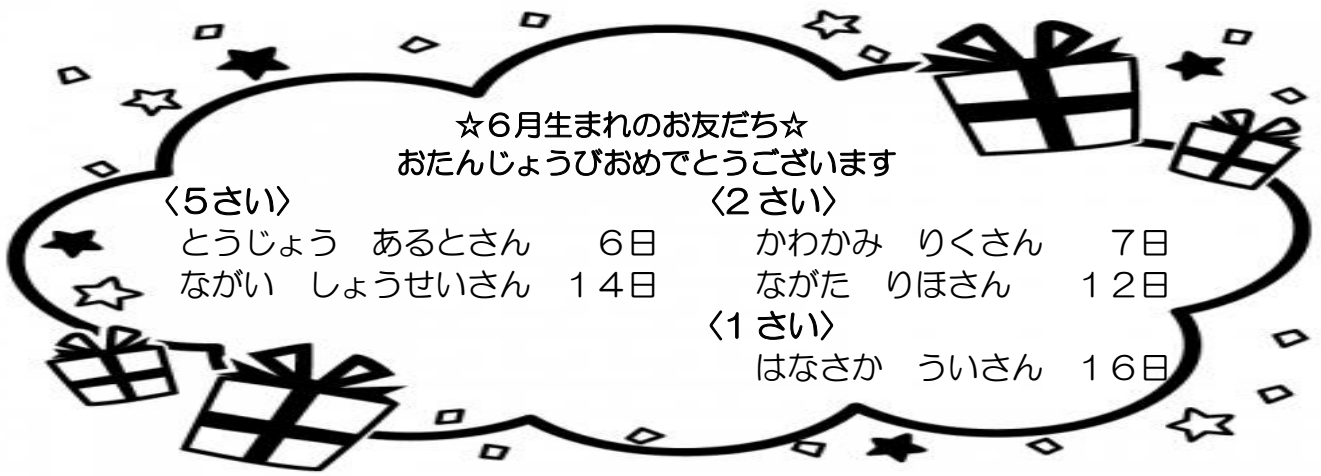 ☆６月生まれのお友だち☆
おたんじょうびおめでとうございます
〈５さい〉
とうじょう　あるとさん　　６日
ながい　しょうせいさん　１４日
〈2 さい〉
かわかみ　りくさん　　７日
ながた　りほさん　　１２日
〈1 さい〉
はなさか　ういさん　１６日